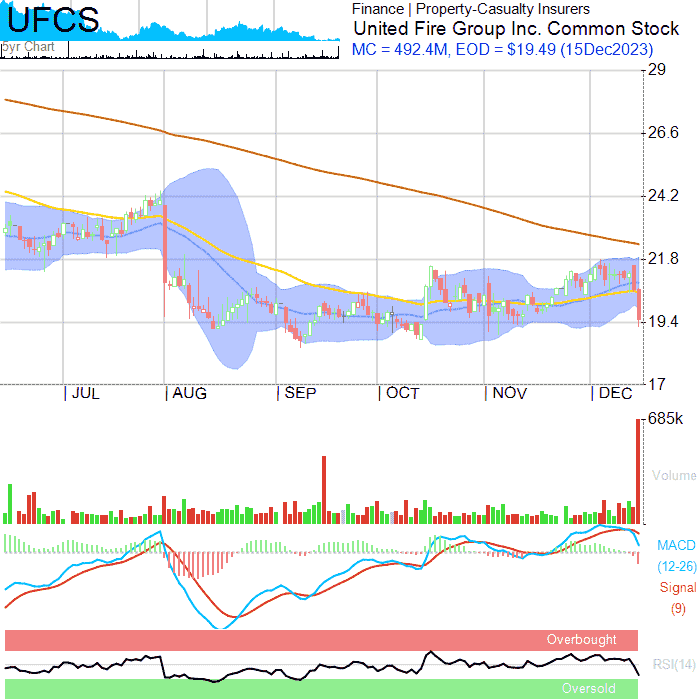 UFCS
5yr Chart
Finance | Property-Casualty Insurers
United Fire Group Inc. Common Stock
MC = 492.4M, EOD = $19.49 (15Dec2023)
29
26.6
24.2
21.8
19.4
17
JUL AUG SEP OCT NOV DEC
685k
Volume
MACD
(12-26)
Signal
(9)
Overbought
RSI(14)
Oversold